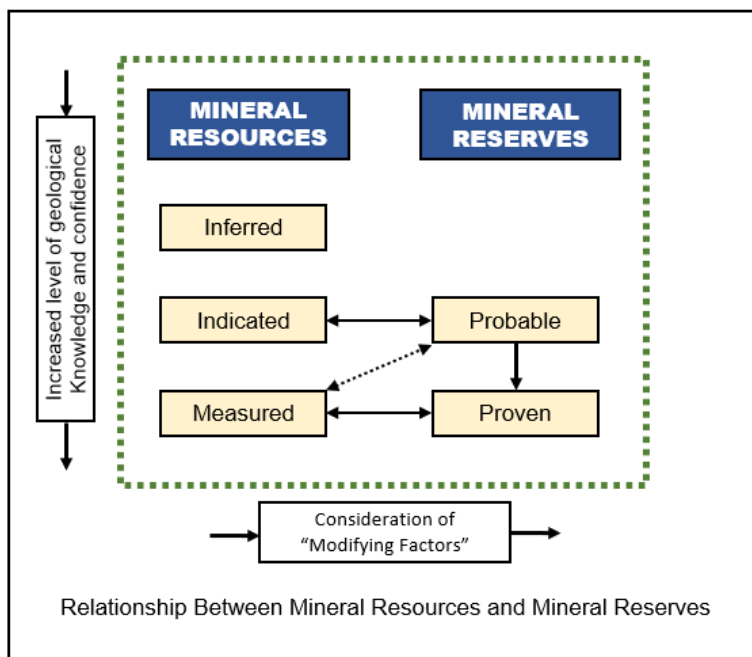 MINERAL
RESOURCES
MINERAL
RESERVES
Increased level of geological
Knowledge and confidence
Inferred
Indicated
Probable
Measured
Proven
Consideration of
“Modifying Factors”
Relationship Between Mineral Resources and Mineral Reserves